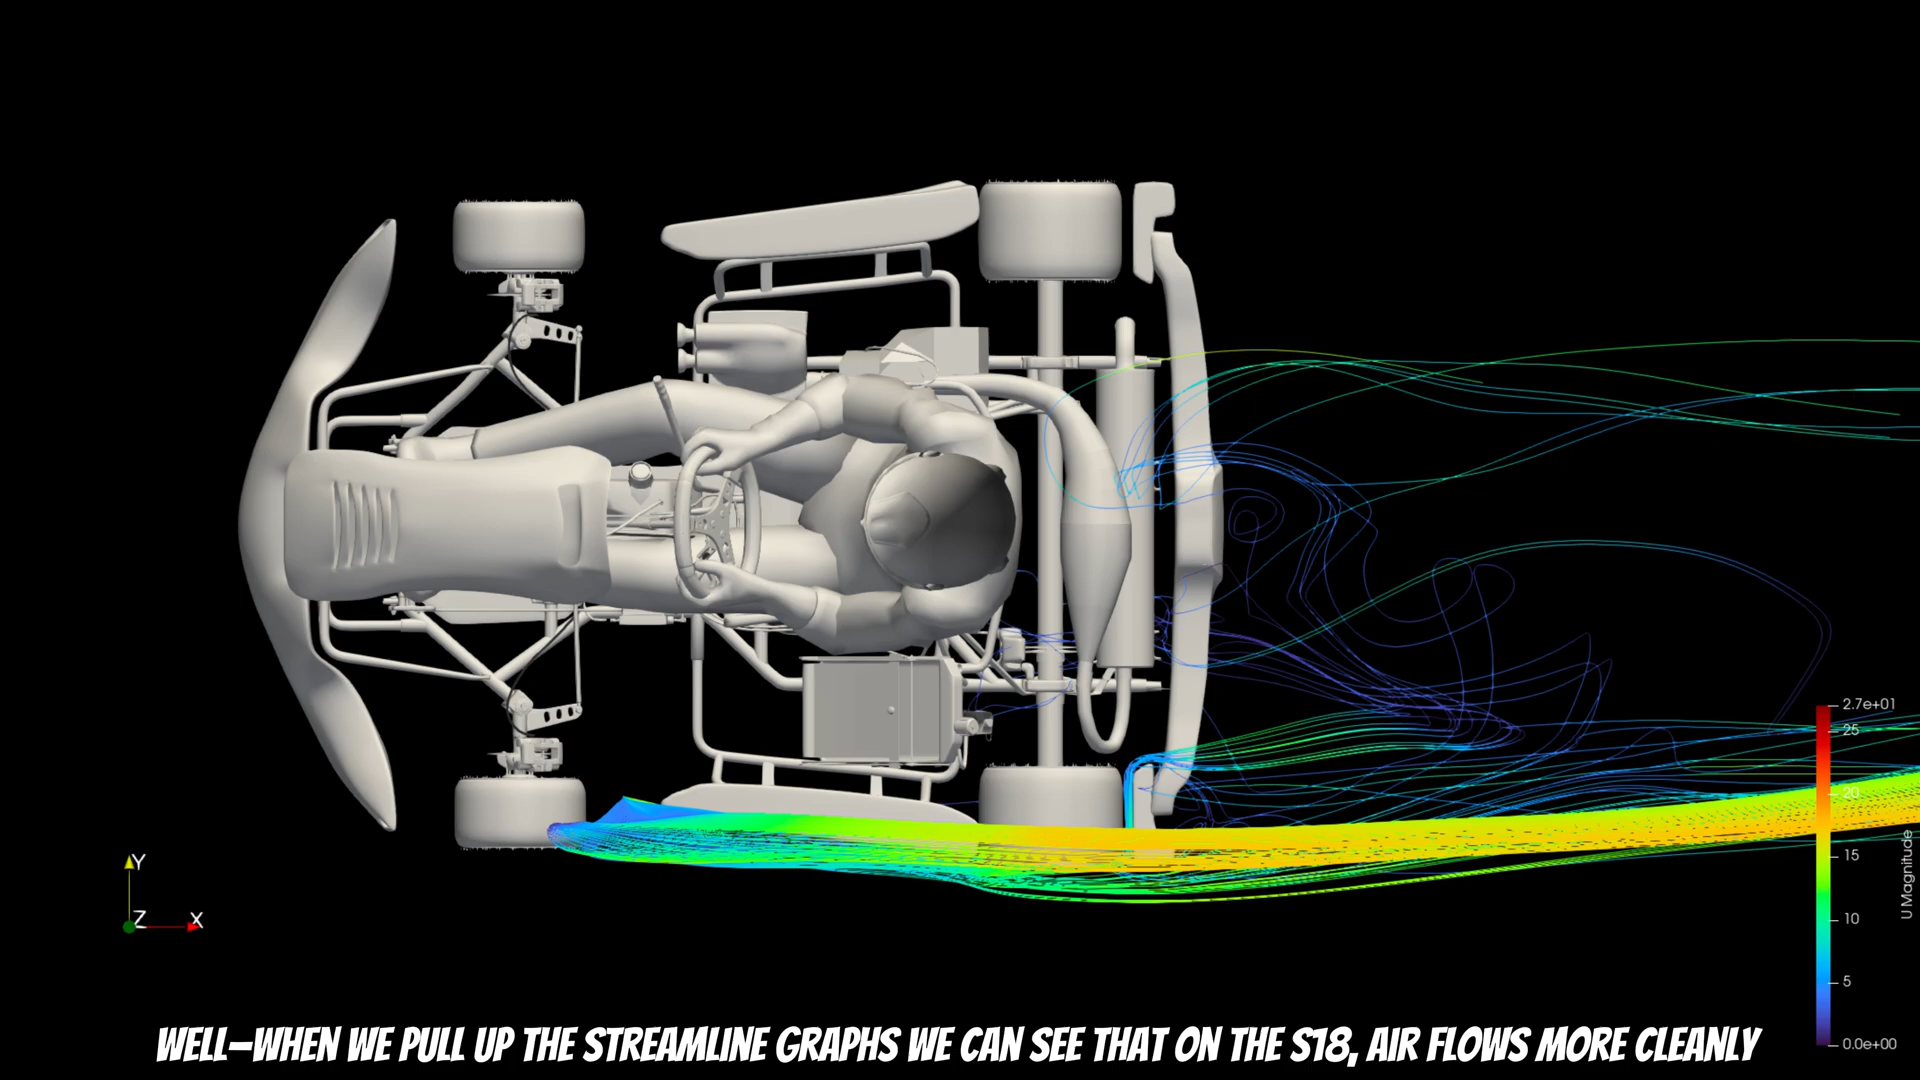 2.7e+01
25
20
15
10
5
0.0e+00
U Magnitude
Y
Z
X
WELL–WHEN WE PULL UP THE STREAMLINE GRAPHS WE CAN SEE THAT ON THE S18, AIR FLOWS MORE CLEANLY